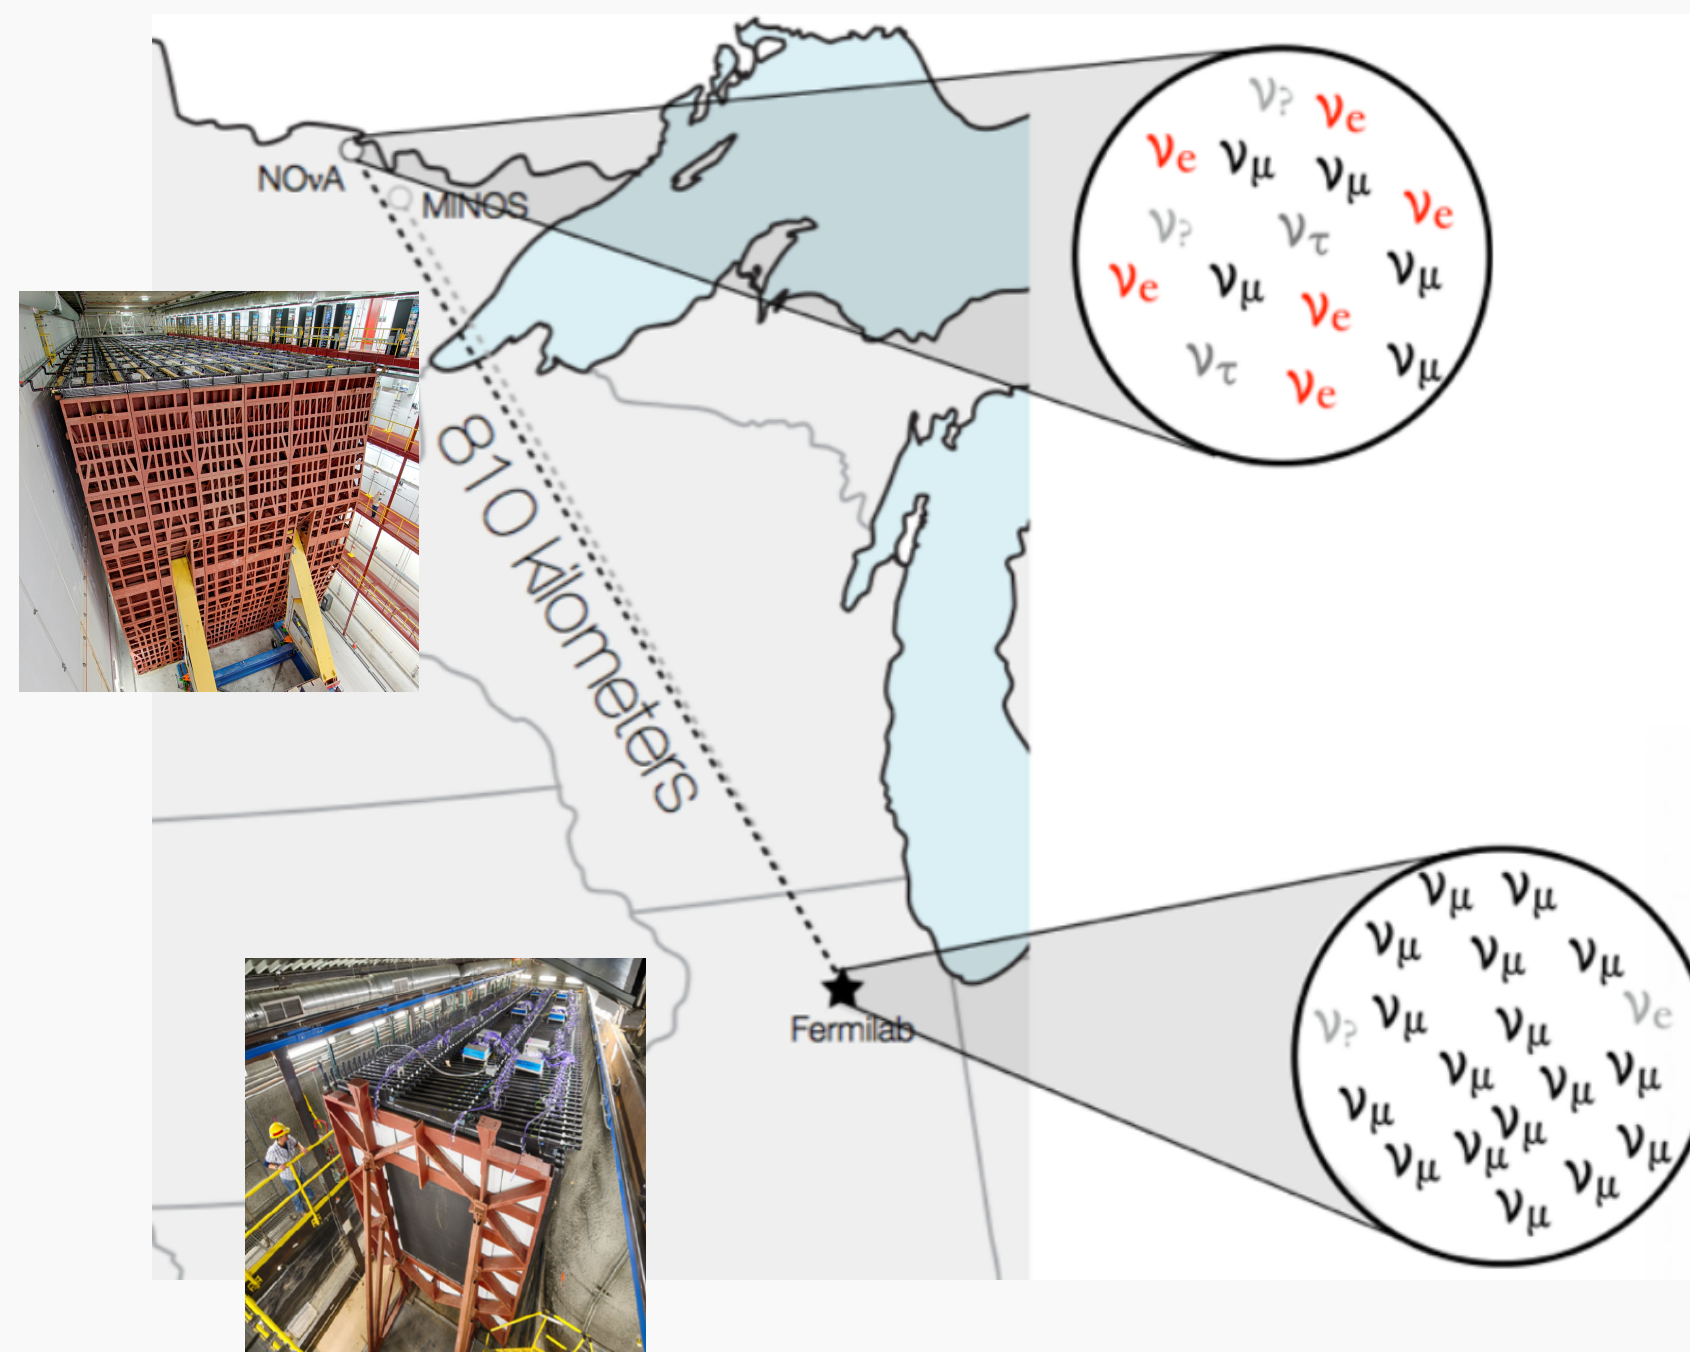 ν? νe
νe νμ νμ
νe
ν? ντ
νμ
νe νμ νe
ντ νe νμ
NOνA
MINOS
810 kilometers
Fermilab
νμ νμ
νμ νμ νμ
ν? νμ νμ νe
νμ νμ νμ
νμ νμ
νμ νμ νμ
νμ νμ